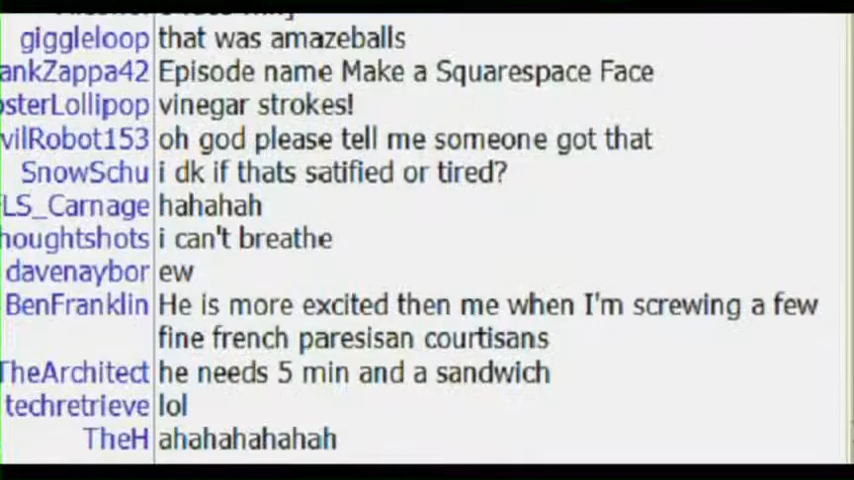 giggleloop that was amazeballs
ankZappa42 Episode name Make a Squarespace Face
osterLollipop vinegar strokes!
vilRobot153 oh god please tell me someone got that
SnowSchu i dk if thats satified or tired?
LS_Carnage hahahah
houghtshots i can't breathe
davenaybor ew
BenFranklin He is more excited then me when I'm screwing a few
fine french paresisan courtisans
TheArchitect he needs 5 min and a sandwich
techretrieve lol
TheH ahahahahahah